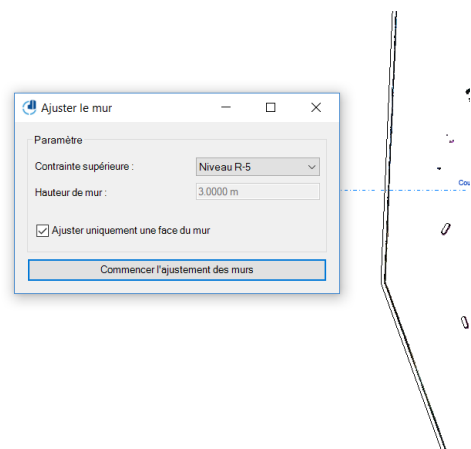 Ajuster le mur
Paramètre
Contrainte supérieure : Niveau R-5
Hauteur de mur : 3.0000 m
Ajuster uniquement une face du mur
Commencer l'ajustement des murs
Cou